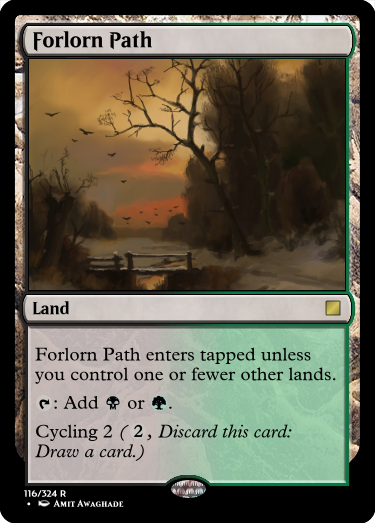 Forlorn Path
Land
Forlorn Path enters tapped unless
you control one or fewer other lands.
: Add or .
Cycling 2 ( 2 , Discard this card:
Draw a card.)
116/324 R
• Amit Awaghade